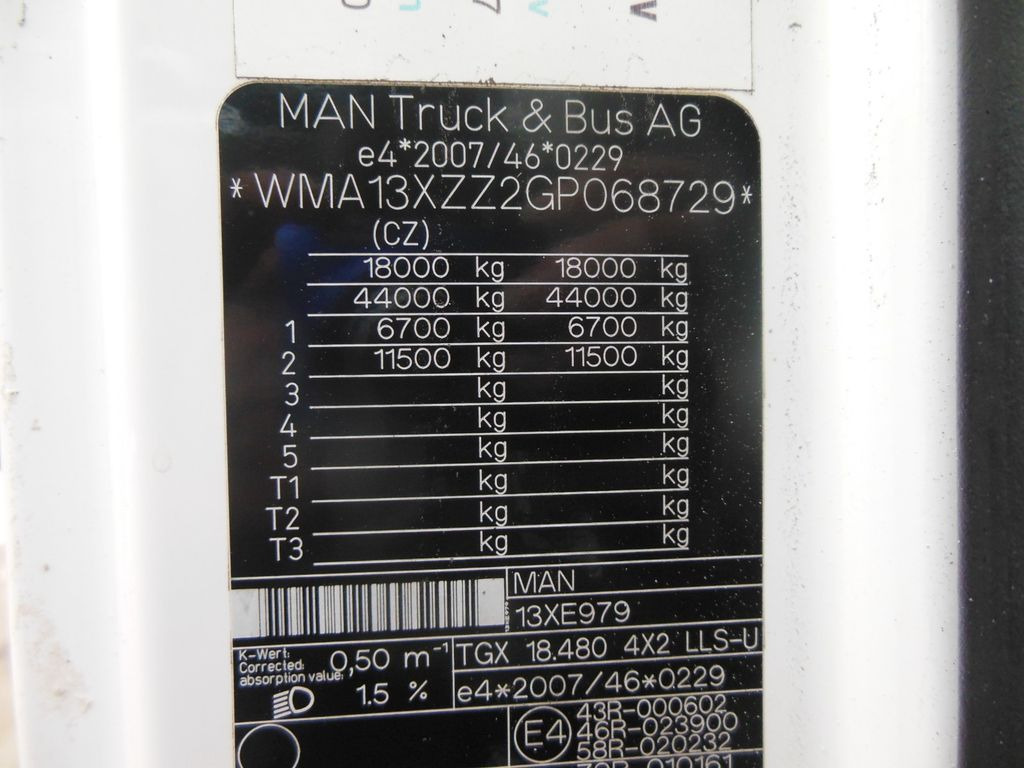 MAN Truck & Bus AG
e4*2007/46*0229
*WMA13XZZ2GP068729*
(CZ)
18000 kg 18000 kg
44000 kg 44000 kg
1 6700 kg 6700 kg
2 11500 kg 11500 kg
3 kg kg
4 kg kg
5 kg kg
T1 kg kg
T2 kg kg
T3 kg kg
MAN
13XE979
K-Wert:
Corrected
absorption value: 0,50 m⁻¹
1.5 %
TGX 18.480 4X2 LLS-U
e4*2007/46*0229
E4
43R-000602
46R-023900
58R-020232